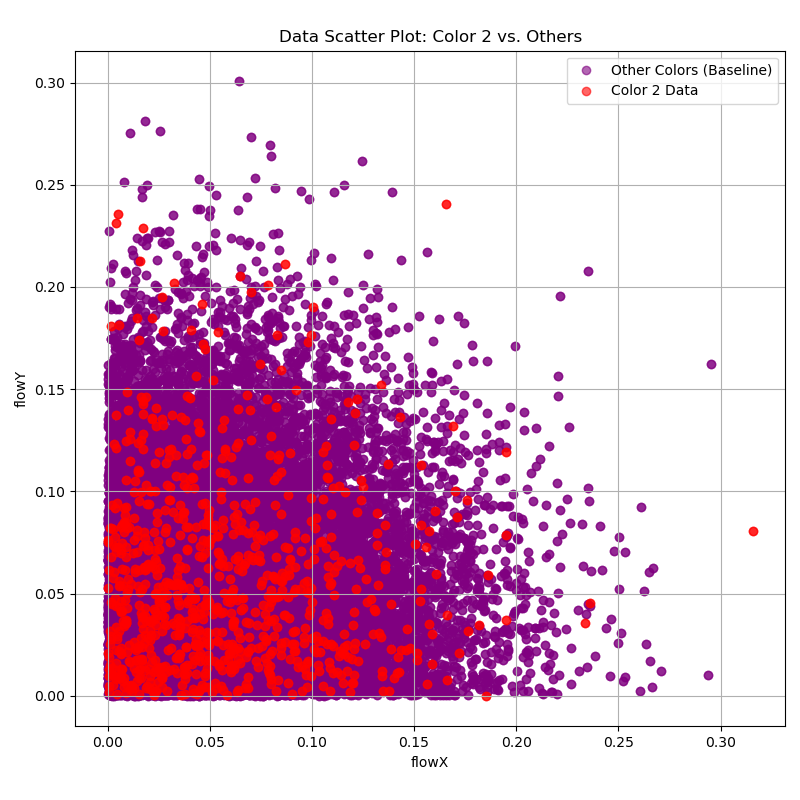 Data Scatter Plot: Color 2 vs. Others
Other Colors (Baseline)
Color 2 Data
0.30
0.25
0.20
0.15
0.10
0.05
0.00
flowY
0.00 0.05 0.10 0.15 0.20 0.25 0.30
flowX